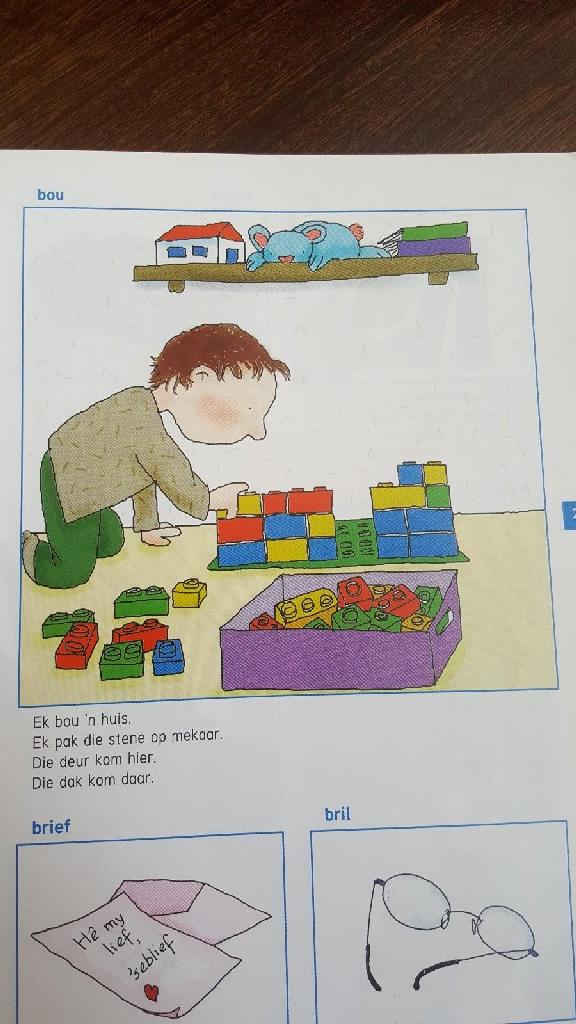 bou
Ek bou 'n huis.
Ek pak die stene op mekaar.
Die deur kom hier.
Die dak kom daar.
brief
bril
Hê my
lief,
'seblief